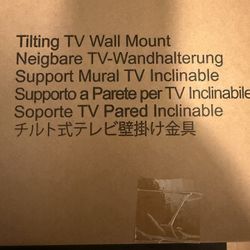 Tilting TV Wall Mount
Neigbare TV-Wandhalterung
Support Mural TV Inclinable
Supporto a Parete per TV Inclinabile
Soporte TV Pared Inclinable
チルト式テレビ壁掛け金具